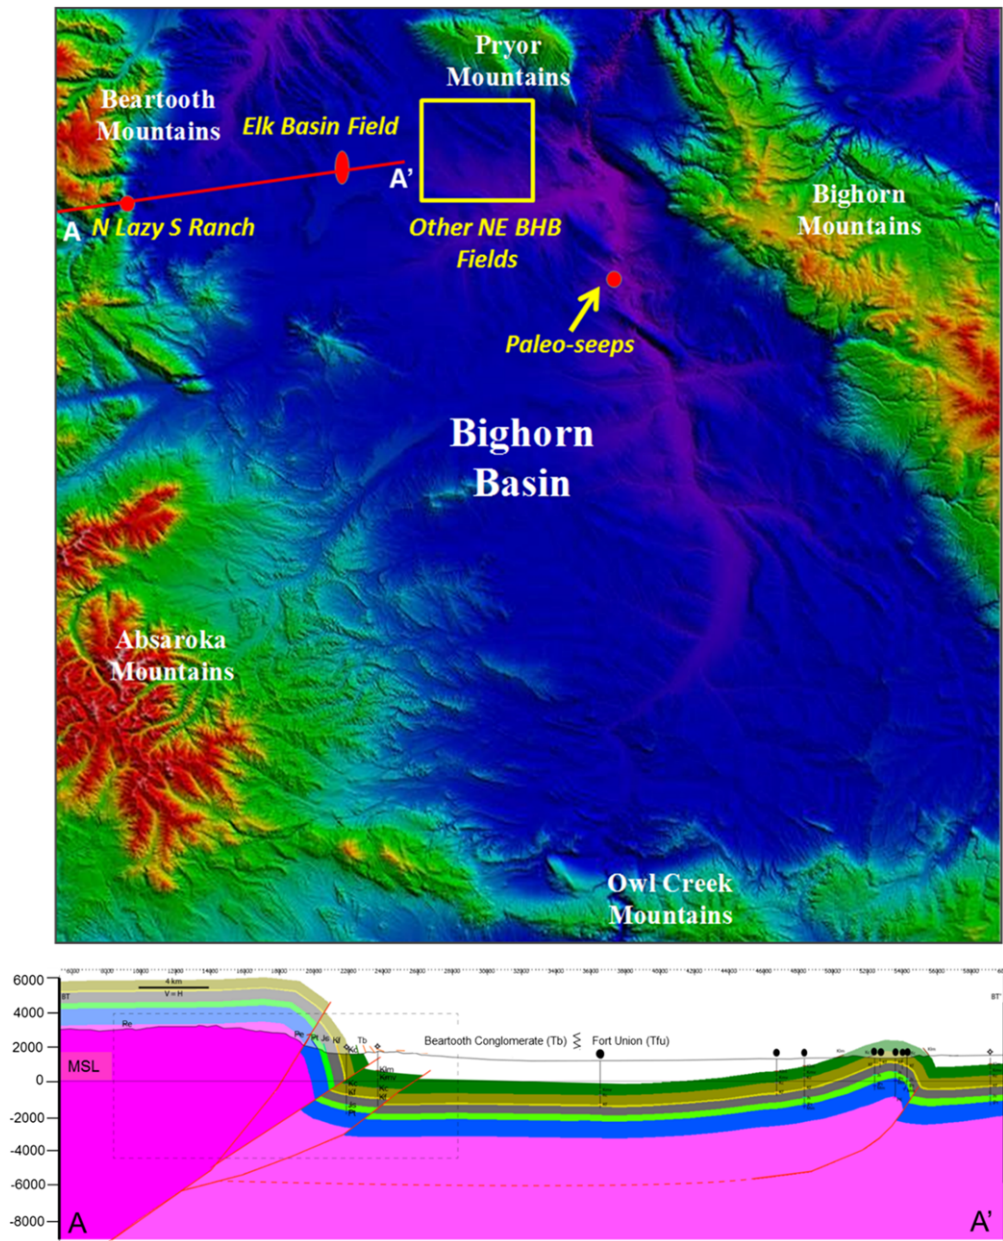 Pryor
Mountains
Beartooth
Mountains
Elk Basin Field
A'
Bighorn
Mountains
A
N Lazy S Ranch
Other NE BHB
Fields
Paleo-seeps
Bighorn
Basin
Absaroka
Mountains
Owl Creek
Mountains
6000
4 km
V = H
BT
BT'
4000
2000
MSL
0
-2000
-4000
-6000
-8000
Beartooth Conglomerate (Tb)
Fort Union (Tfu)
Tb
A
A'